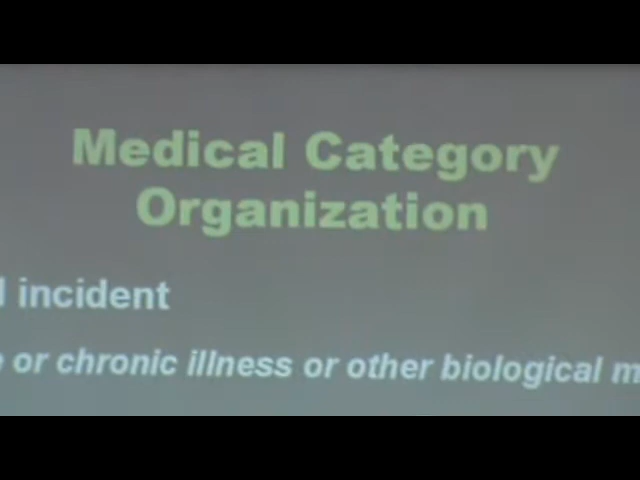 Medical Category
Organization
incident
or chronic illness or other biological